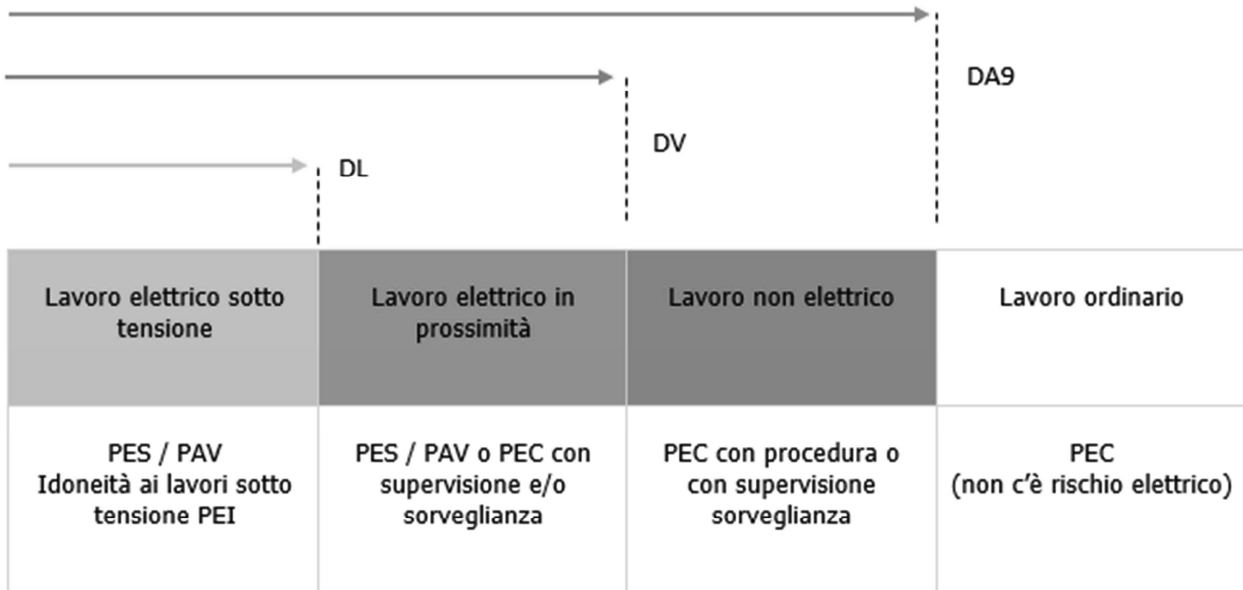 DA9
DV
DL
Lavoro elettrico sotto
tensione
Lavoro elettrico in
prossimità
Lavoro non elettrico
Lavoro ordinario
PES / PAV
Idoneità ai lavori sotto
tensione PEI
PES / PAV o PEC con
supervisione e/o
sorveglianza
PEC con procedura o
con supervisione
sorveglianza
PEC
(non c'è rischio elettrico)